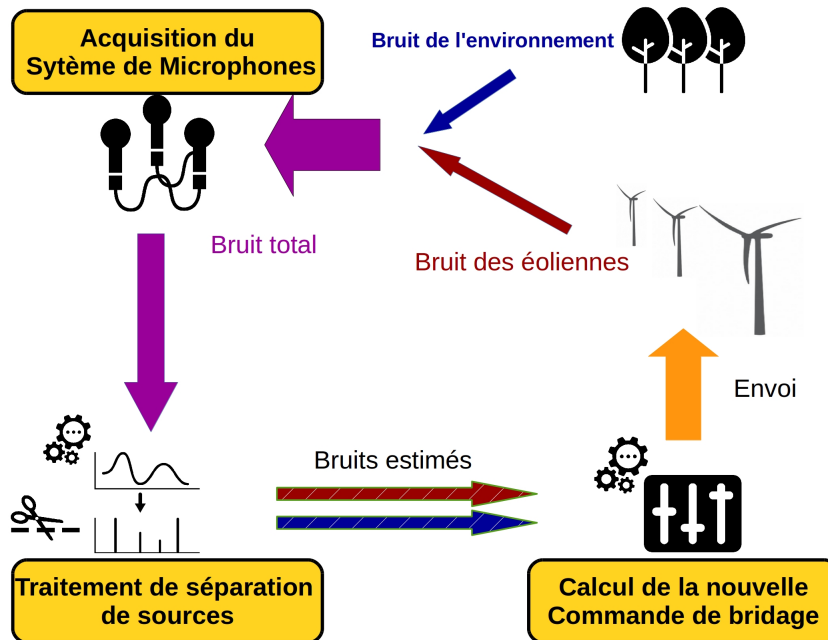 Acquisition du
Sytème de Microphones
Bruit de l'environnement
Bruit total
Bruit des éoliennes
Envoi
Bruits estimés
Traitement de séparation
de sources
Calcul de la nouvelle
Commande de bridage